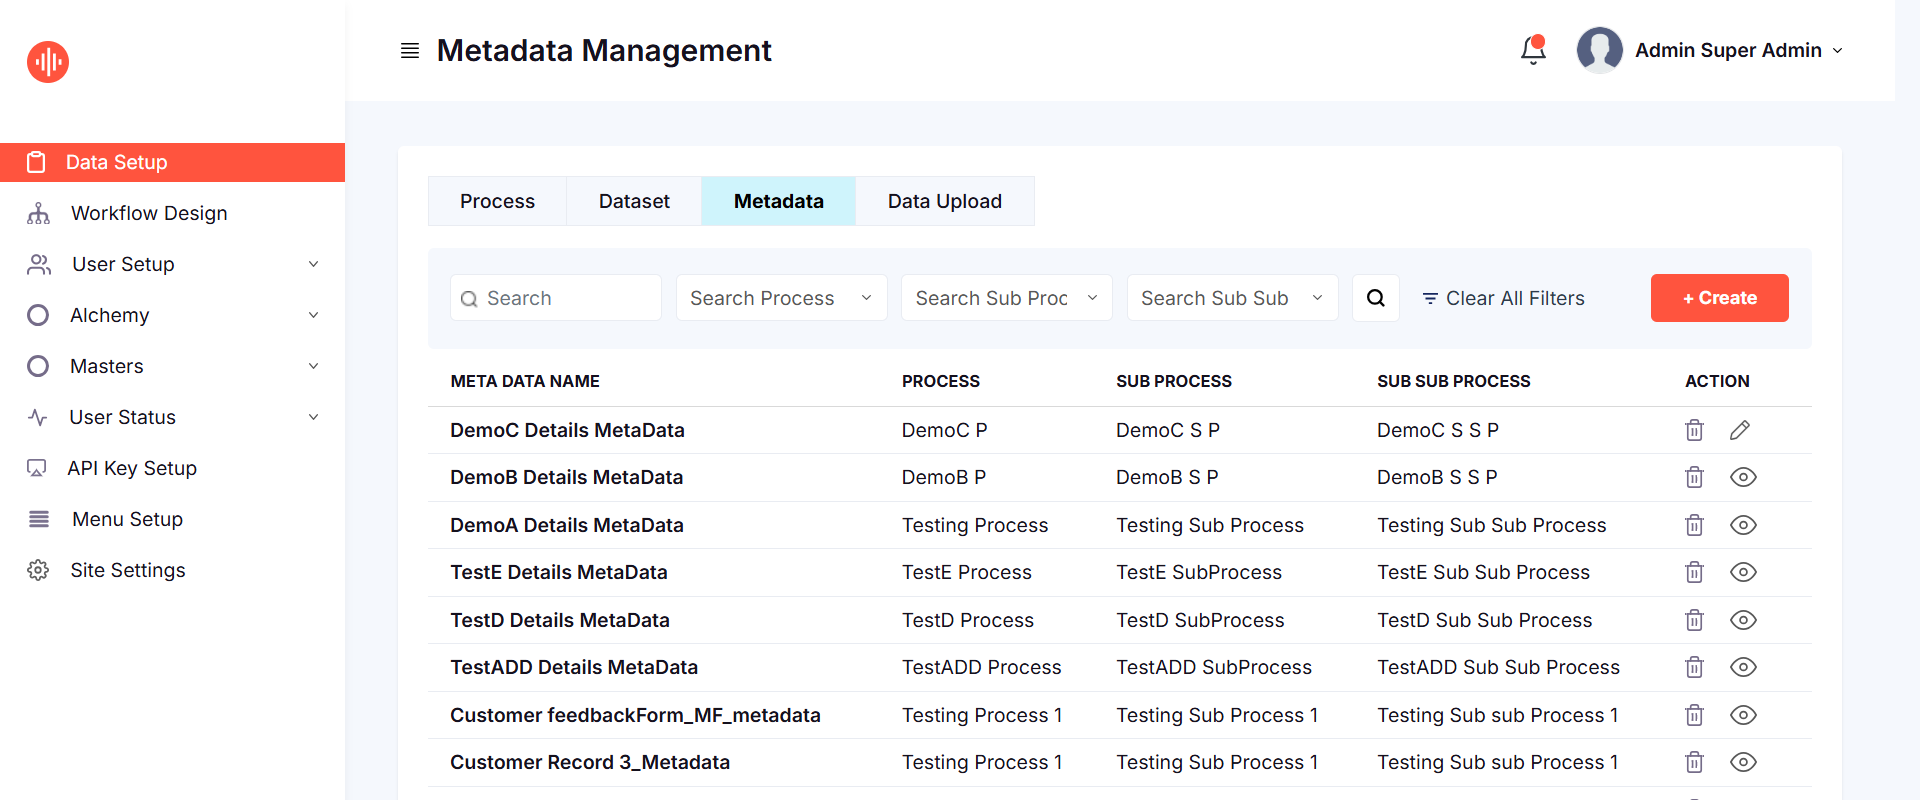 Metadata Management
Admin Super Admin
Data Setup
Workflow Design
User Setup
Alchemy
Masters
User Status
API Key Setup
Menu Setup
Site Settings
Process Dataset Metadata Data Upload
Search Search Process Search Sub Proc Search Sub Sub Clear All Filters + Create
META DATA NAME PROCESS SUB PROCESS SUB SUB PROCESS ACTION
DemoC Details MetaData DemoC P DemoC S P DemoC S S P
DemoB Details MetaData DemoB P DemoB S P DemoB S S P
DemoA Details MetaData Testing Process Testing Sub Process Testing Sub Sub Process
TestE Details MetaData TestE Process TestE SubProcess TestE Sub Sub Process
TestD Details MetaData TestD Process TestD SubProcess TestD Sub Sub Process
TestADD Details MetaData TestADD Process TestADD SubProcess TestADD Sub Sub Process
Customer feedbackForm_MF_metadata Testing Process 1 Testing Sub Process 1 Testing Sub sub Process 1
Customer Record 3_Metadata Testing Process 1 Testing Sub Process 1 Testing Sub sub Process 1